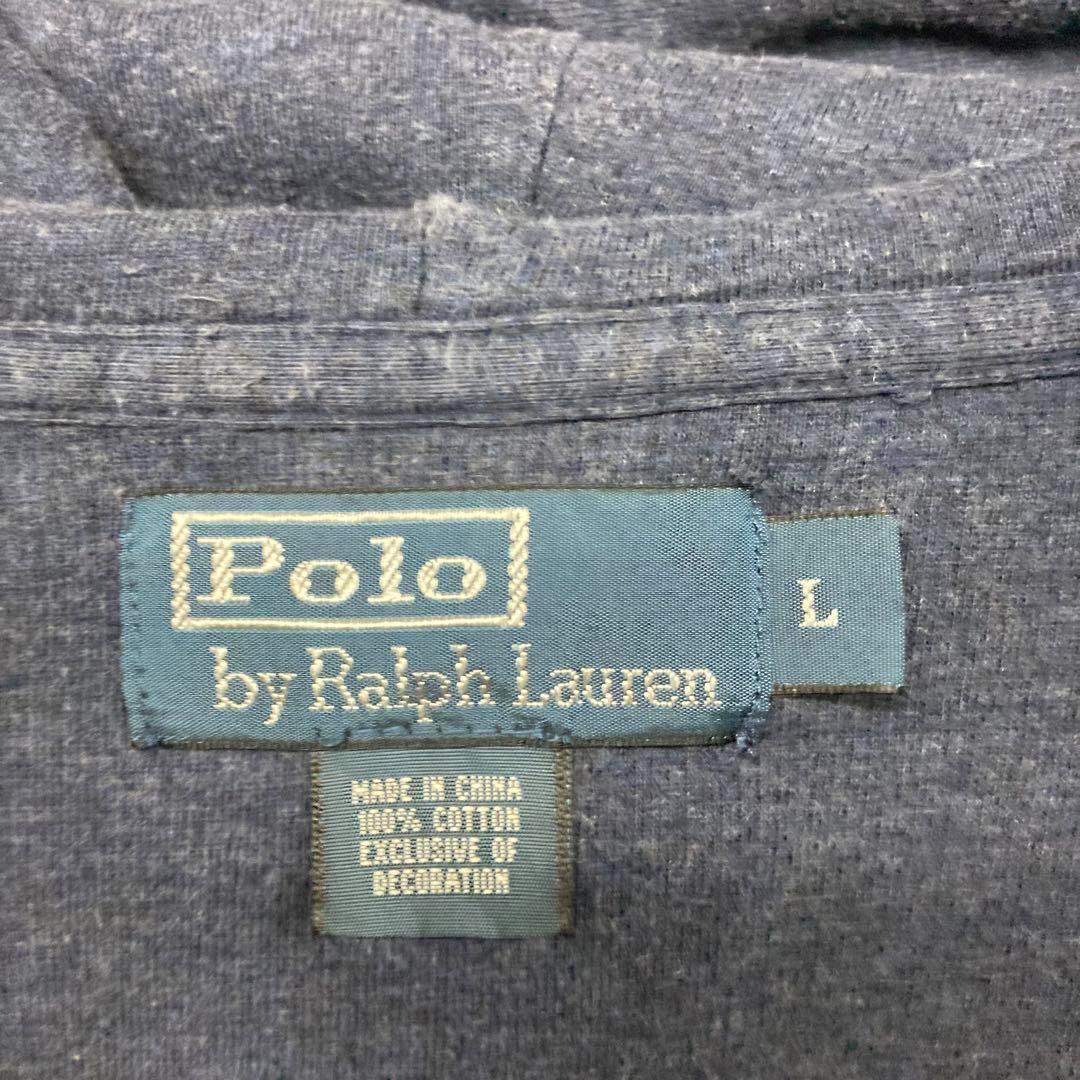 Polo
by Ralph Lauren
L
MADE IN CHINA
100% COTTON
EXCLUSIVE OF
DECORATION